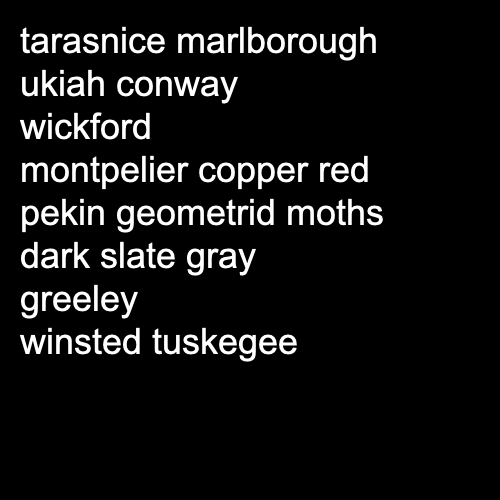 tarasnice marlborough
ukiah conway
wickford
montpelier copper red
pekin geometrid moths
dark slate gray
greeley
winsted tuskegee